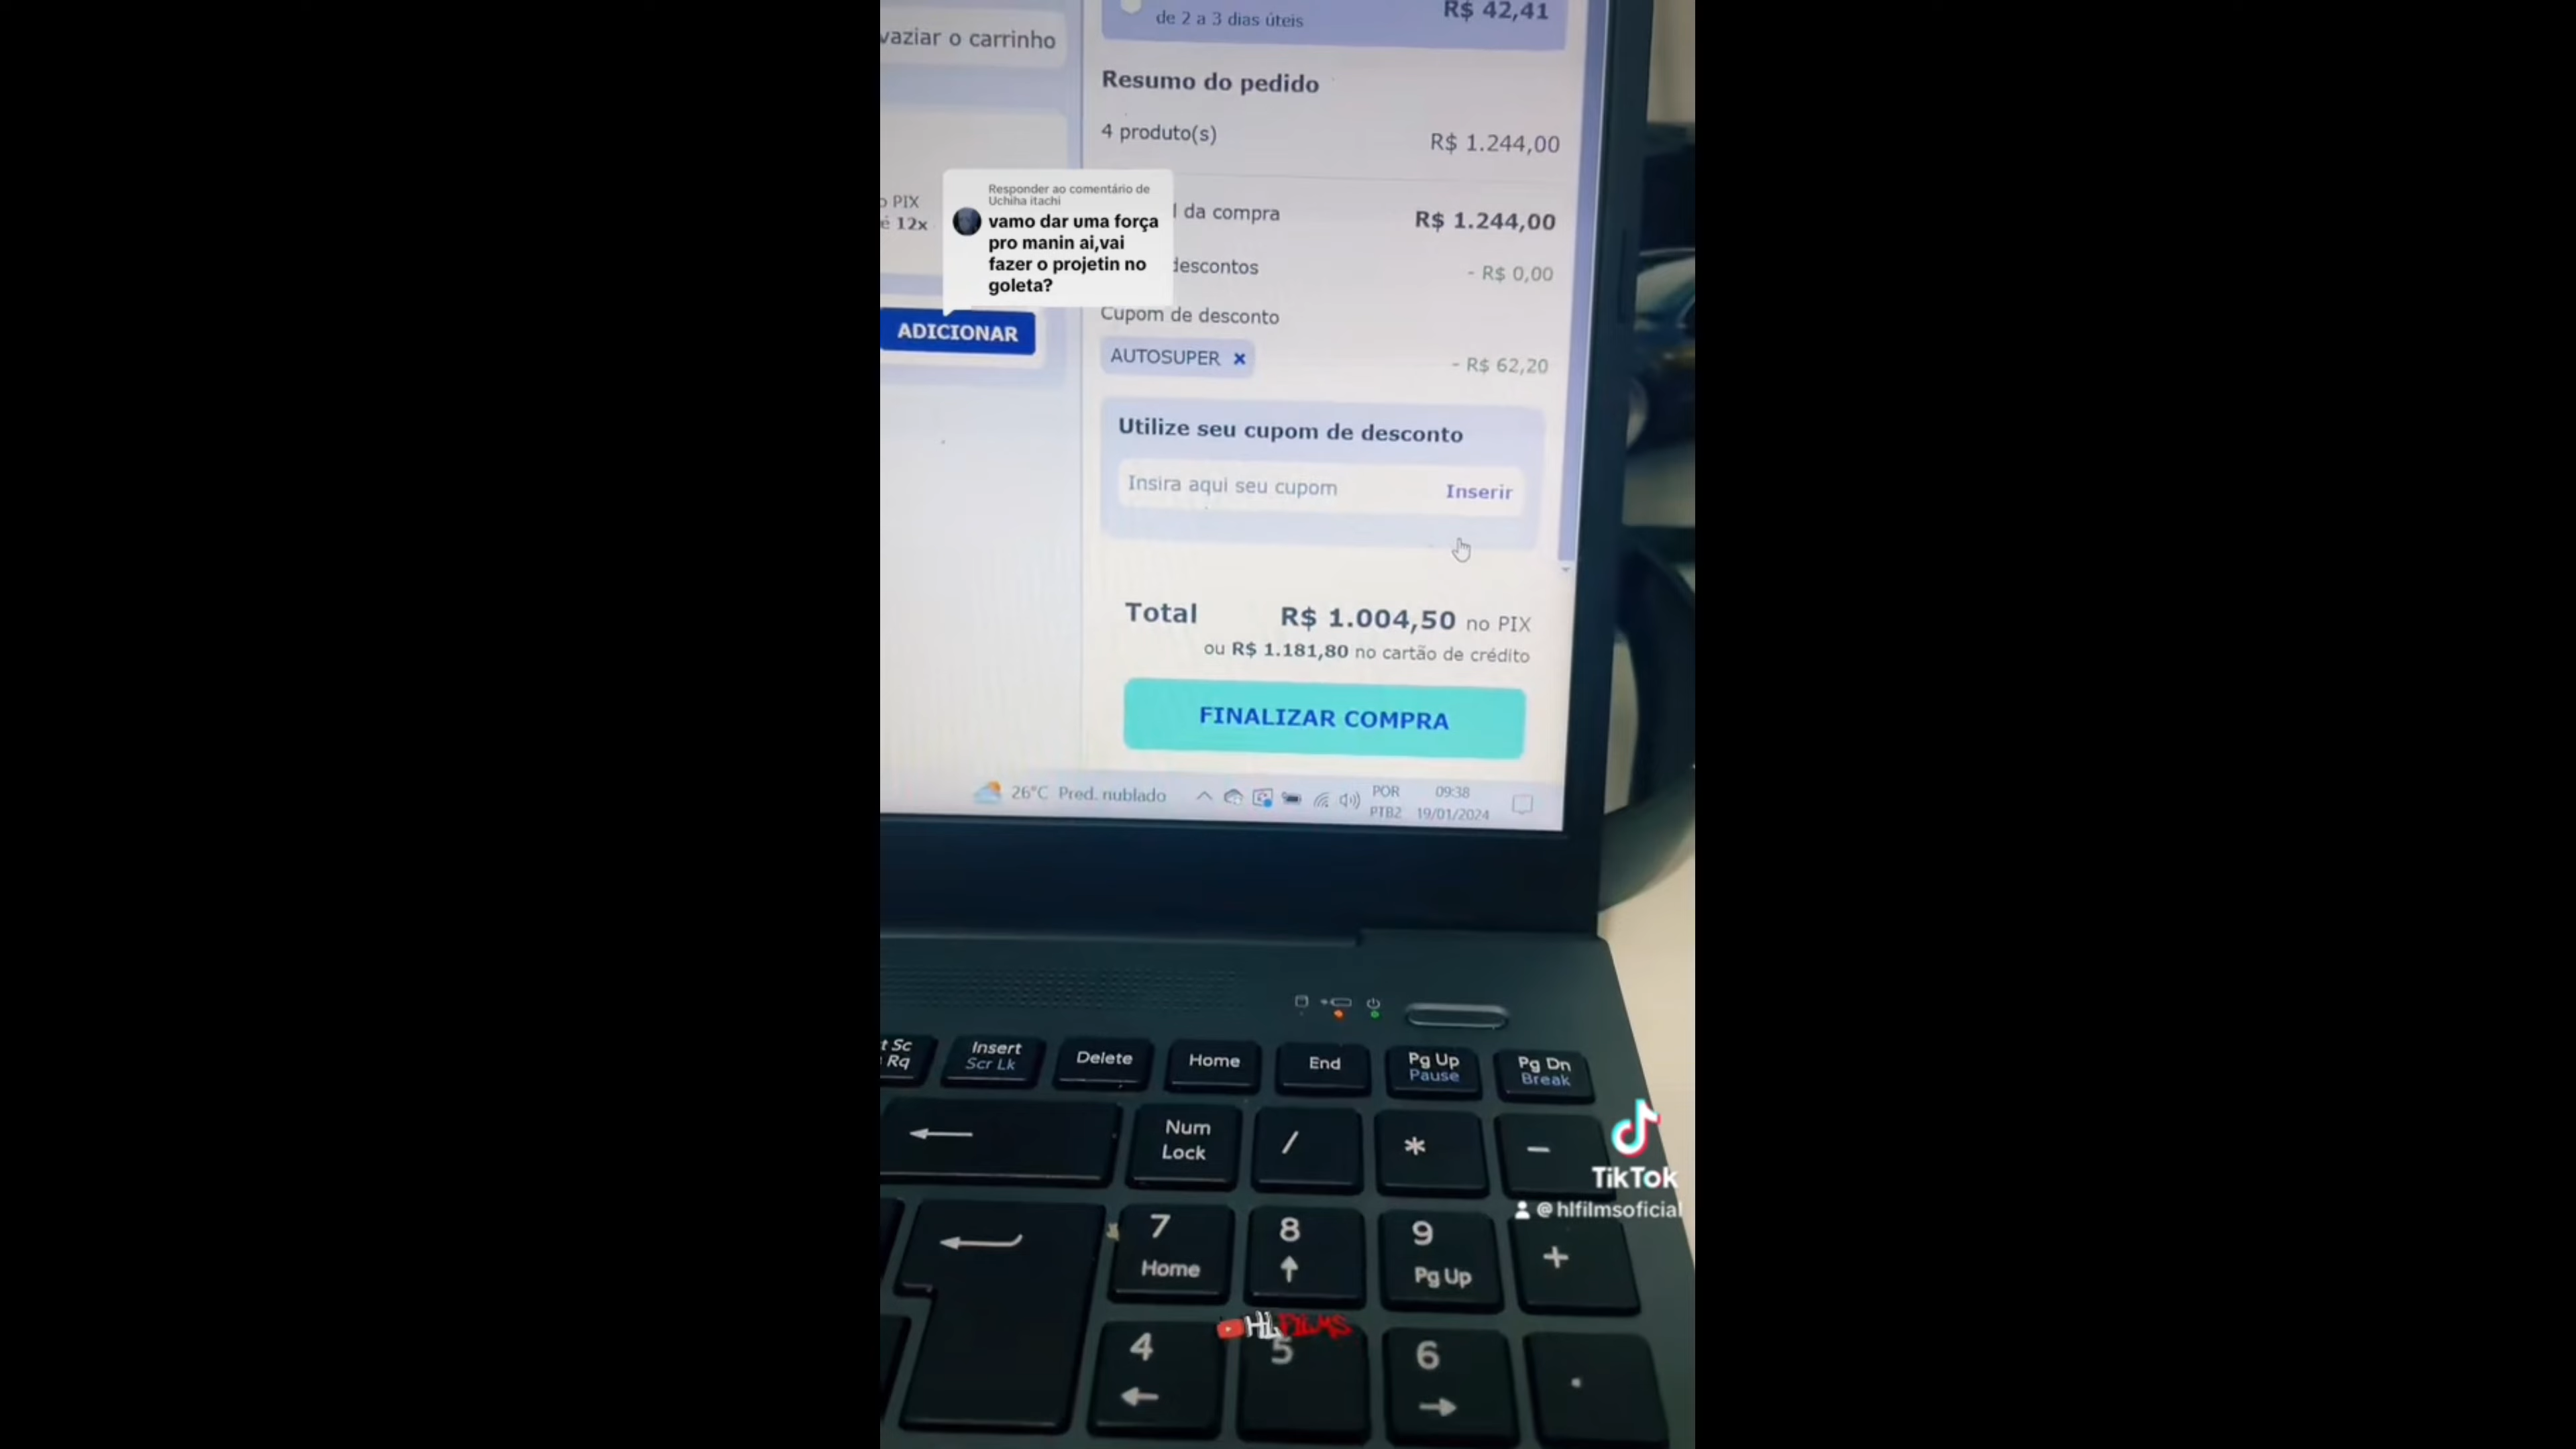 de 2 a 3 dias úteis
R$ 42,41
vaziar o carrinho
Resumo do pedido
4 produto(s)
R$ 1.244,00
o PIX
é 12x
Responder ao comentário de
Uchiha itachi
vamo dar uma força
pro manin ai,vai
fazer o projetin no
goleta?
l da compra
R$ 1.244,00
descontos
- R$ 0,00
ADICIONAR
Cupom de desconto
AUTOSUPER ×
- R$ 62,20
Utilize seu cupom de desconto
Insira aqui seu cupom
Inserir
Total
R$ 1.004,50 no PIX
ou R$ 1.181,80 no cartão de crédito
FINALIZAR COMPRA
26°C Pred. nublado
POR
PTB2
09:38
19/01/2024
t Sc
Rq
Insert
Scr Lk
Delete
Home
End
Pg Up
Pause
Pg Dn
Break
Num
Lock
/
*
-
TikTok
@hlfilmsoficial
7
Home
8
9
Pg Up
+
HLFILMS
4
5
6
.